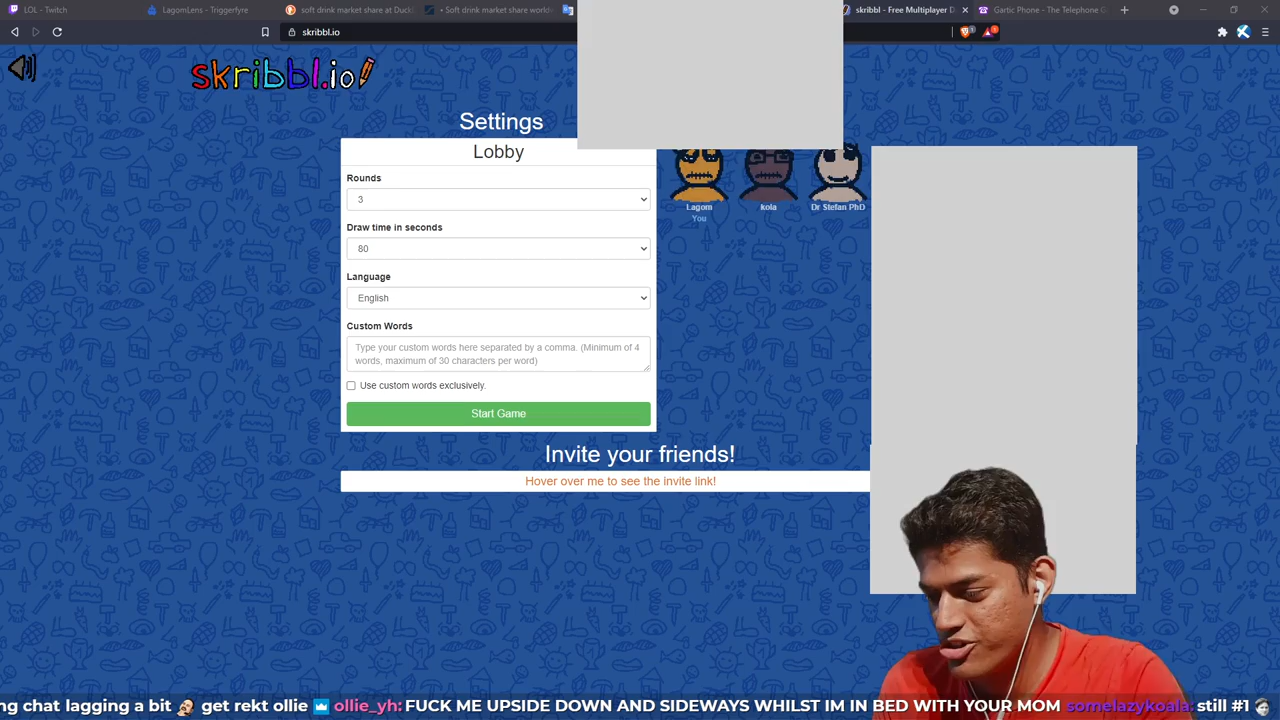 LOL - Twitch
LagomLens - Triggerfyre
soft drink market share at Duck
• Soft drink market share worldw
skribbl - Free Multiplayer D
Gartic Phone - The Telephone G
skribbl.io
skribbl.io
Settings
Lobby
Rounds
3
Draw time in seconds
80
Language
English
Custom Words
Type your custom words here separated by a comma. (Minimum of 4
words, maximum of 30 characters per word)
Use custom words exclusively.
Start Game
Lagom
You
kola
Dr Stefan PhD
Invite your friends!
Hover over me to see the invite link!
ng chat lagging a bit get rekt ollie ollie_yh: FUCK ME UPSIDE DOWN AND SIDEWAYS WHILST IM IN BED WITH YOUR MOM somelazykoala: still #1